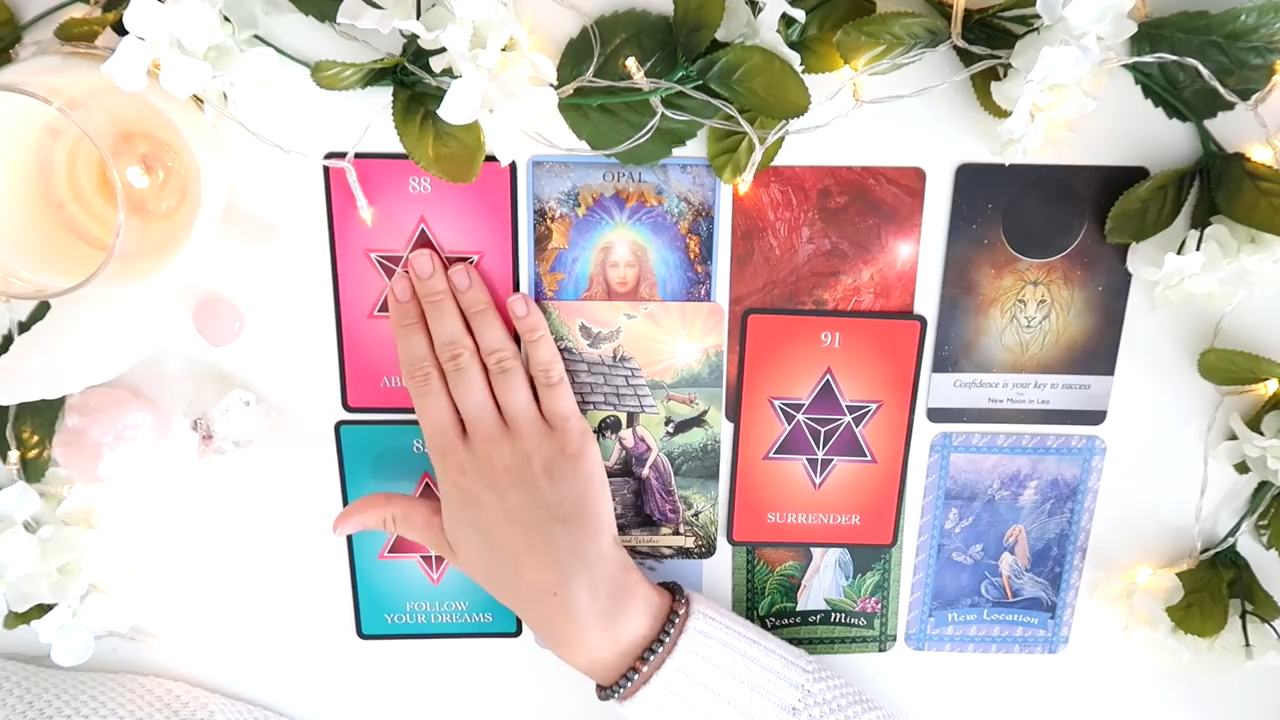 88
OPAL
91
SURRENDER
Confidence is your key to success
New Moon in Leo
FOLLOW
YOUR DREAMS
Peace of Mind
New Location